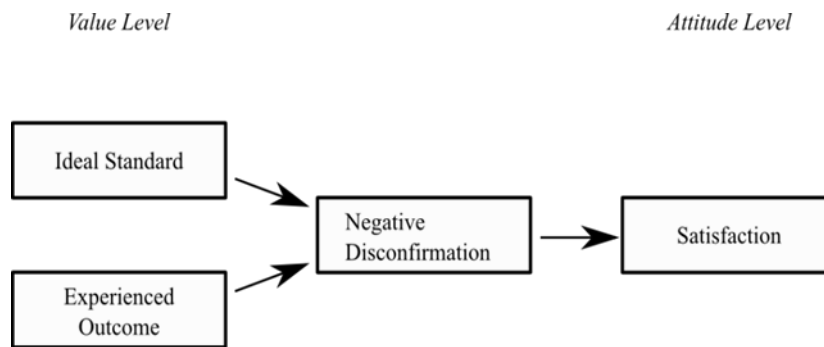 Value Level
Attitude Level
Ideal Standard
Negative
Disconfirmation
Satisfaction
Experienced
Outcome